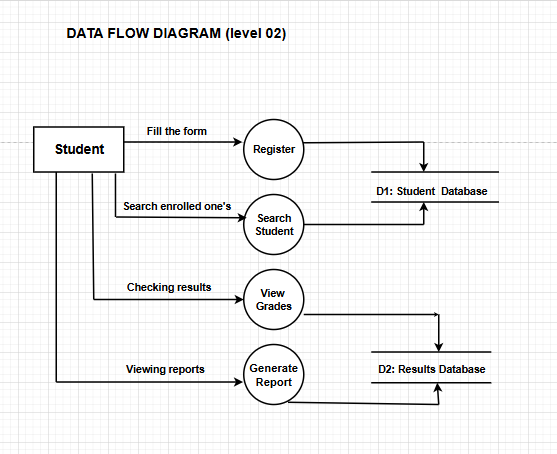 DATA FLOW DIAGRAM (level 02)
Fill the form
Student
Register
D1: Student Database
Search enrolled one's
Search
Student
Checking results
View
Grades
Viewing reports
Generate
Report
D2: Results Database